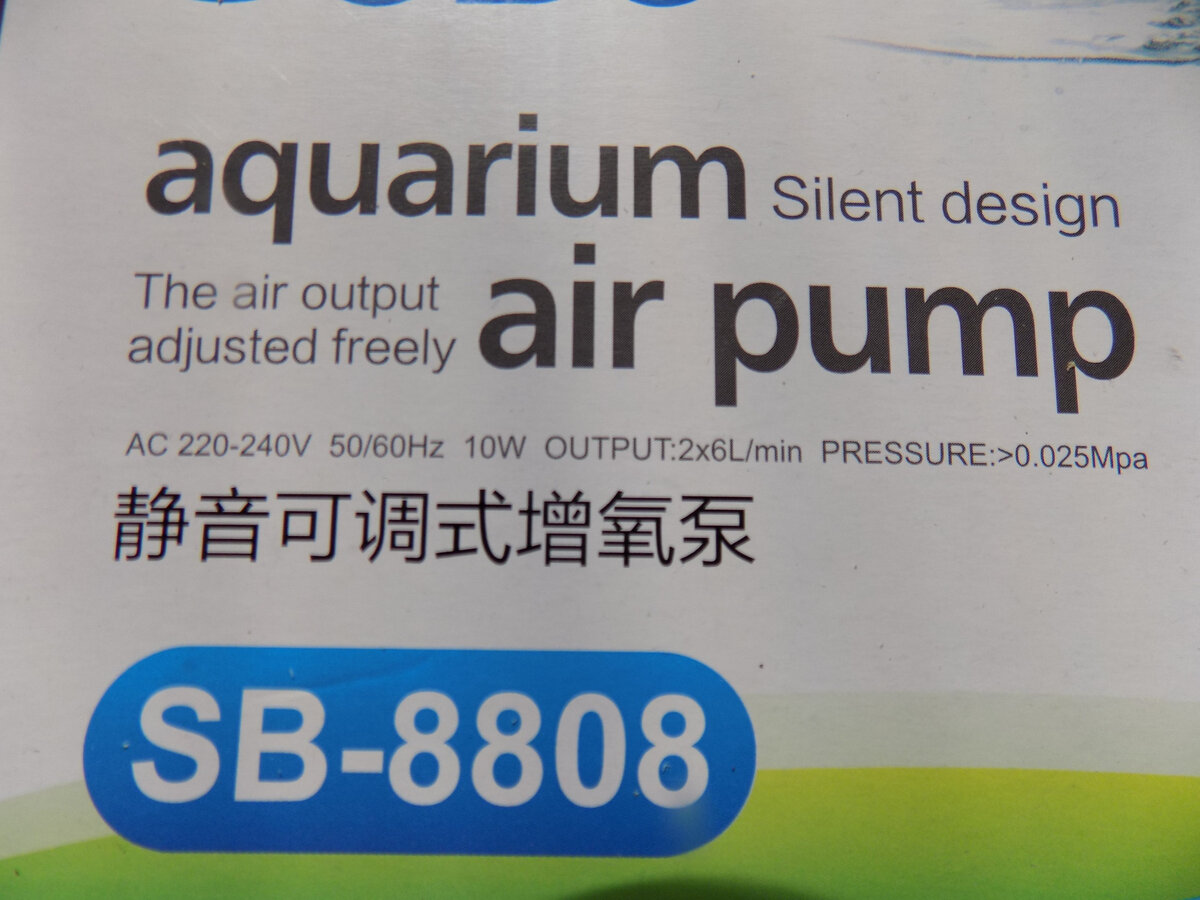 aquarium Silent design
The air output
adjusted freely
air pump
AC 220-240V 50/60Hz 10W OUTPUT:2x6L/min PRESSURE:>0.025Mpa
静音可调式增氧泵
SB-8808